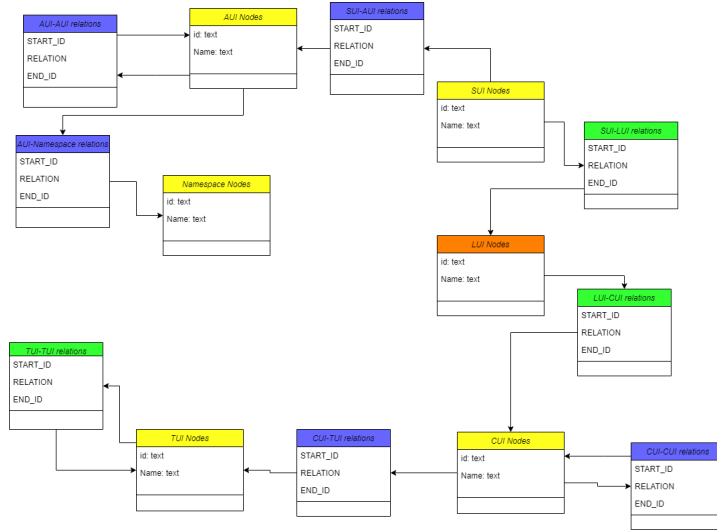 AUI-AUI relations
START_ID
RELATION
END_ID
AUI Nodes
id: text
Name: text
SUI-AUI relations
START_ID
RELATION
END_ID
SUI Nodes
id: text
Name: text
SUI-LUI relations
START_ID
RELATION
END_ID
AUI-Namespace relations
START_ID
RELATION
END_ID
Namespace Nodes
id: text
Name: text
LUI Nodes
id: text
Name: text
LUI-CUI relations
START_ID
RELATION
END_ID
TUI-TUI relations
START_ID
RELATION
END_ID
TUI Nodes
id: text
Name: text
CUI-TUI relations
START_ID
RELATION
END_ID
CUI Nodes
id: text
Name: text
CUI-CUI relations
START_ID
RELATION
END_ID